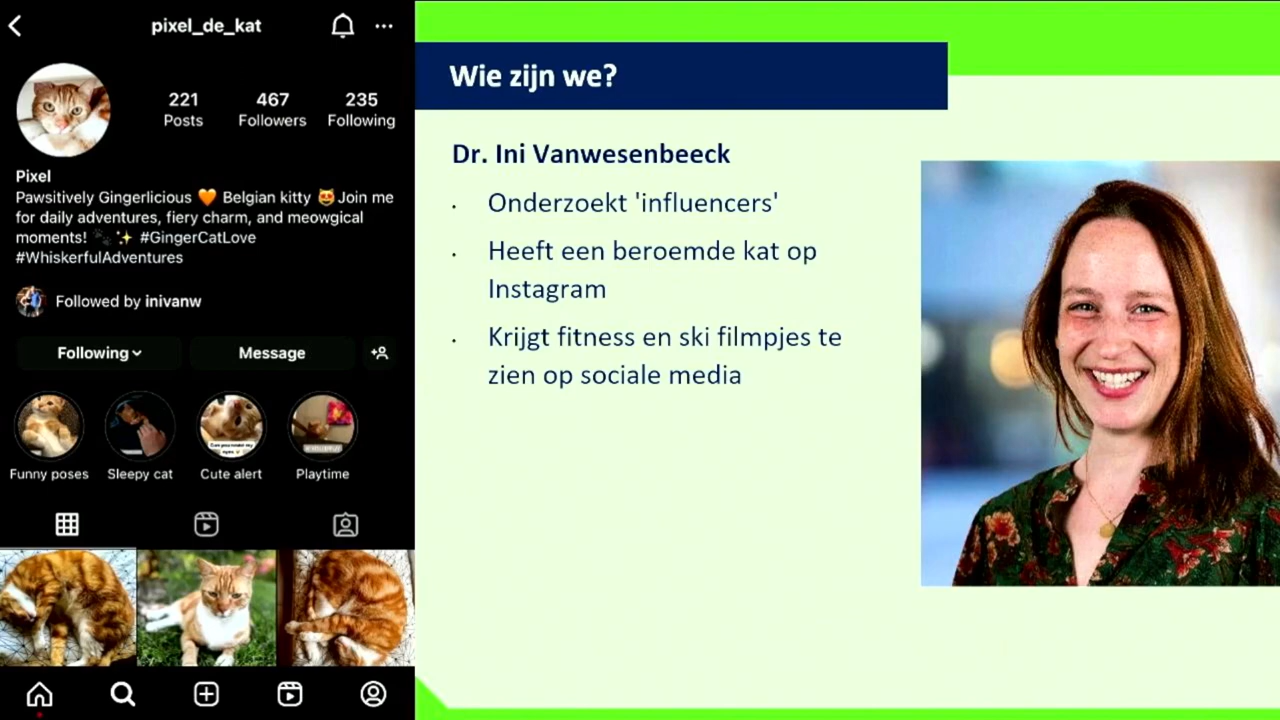 pixel_de_kat
221 467 235
Posts Followers Following
Pixel
Pawsitively Gingerlicious 🧡 Belgian kitty 😻Join me
for daily adventures, fiery charm, and meowgical
moments! 🐾✨ #GingerCatLove
#WhiskerfulAdventures
Followed by inivanw
Following Message
Funny poses Sleepy cat Cute alert Playtime
Wie zijn we?
Dr. Ini Vanwesenbeeck
· Onderzoekt 'influencers'
· Heeft een beroemde kat op
Instagram
· Krijgt fitness en ski filmpjes te
zien op sociale media